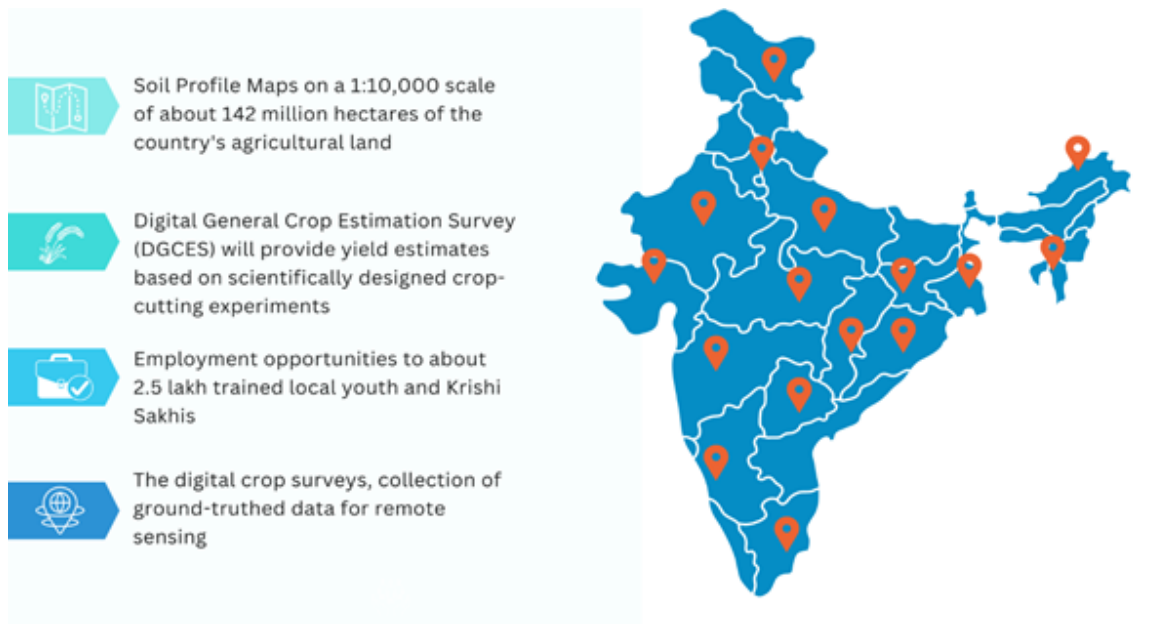 Soil Profile Maps on a 1:10,000 scale
of about 142 million hectares of the
country's agricultural land
Digital General Crop Estimation Survey
(DGCES) will provide yield estimates
based on scientifically designed crop-
cutting experiments
Employment opportunities to about
2.5 lakh trained local youth and Krishi
Sakhis
The digital crop surveys, collection of
ground-truthed data for remote
sensing